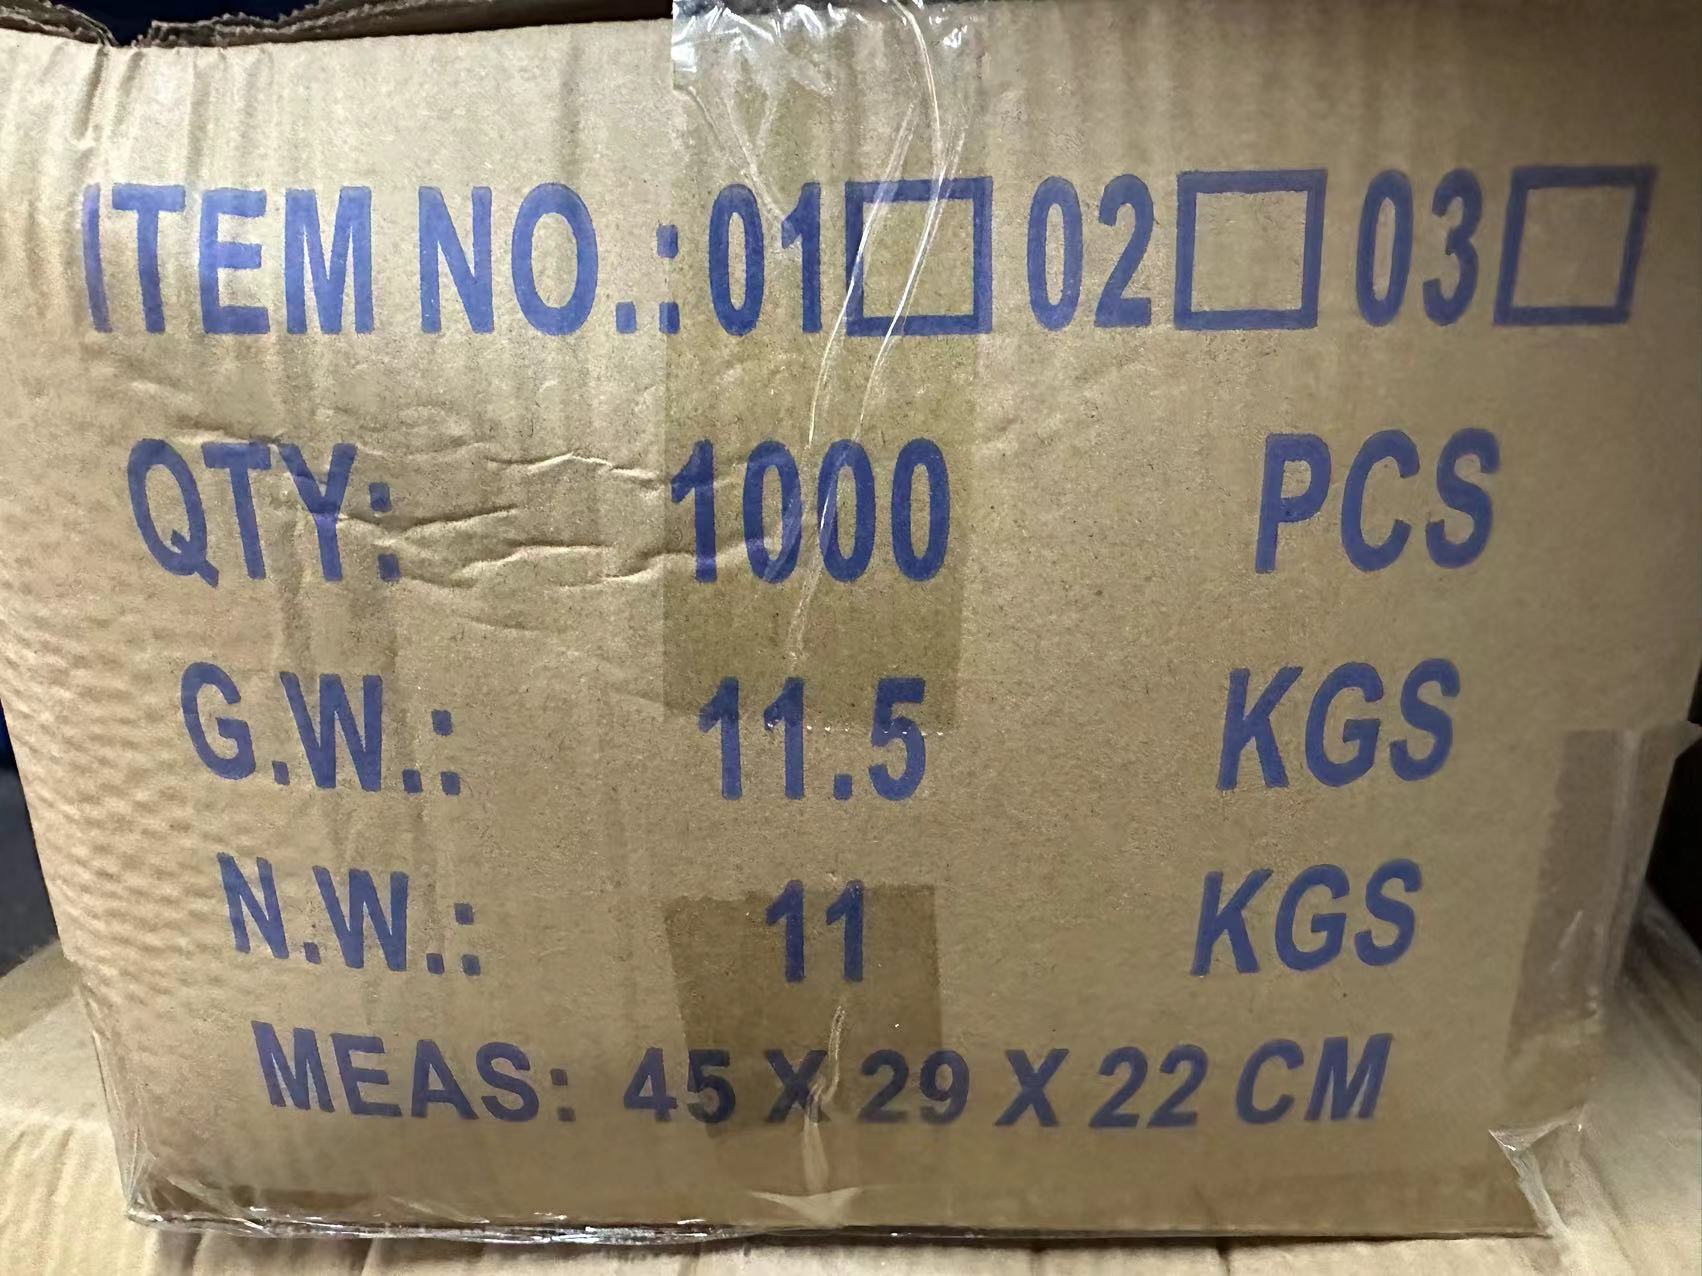 ITEM NO.:01☐ 02☐ 03☐
QTY: 1000 PCS
G.W.: 11.5 KGS
N.W.: 11 KGS
MEAS: 45 X 29 X 22 CM